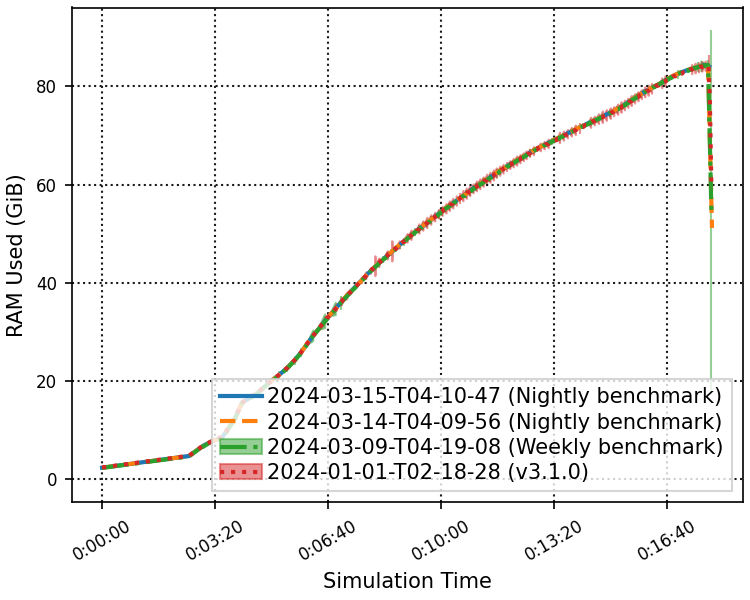 80
60
40
20
0
RAM Used (GiB)
2024-03-15-T04-10-47 (Nightly benchmark)
2024-03-14-T04-09-56 (Nightly benchmark)
2024-03-09-T04-19-08 (Weekly benchmark)
2024-01-01-T02-18-28 (v3.1.0)
0:00:00
0:03:20
0:06:40
0:10:00
0:13:20
0:16:40
Simulation Time